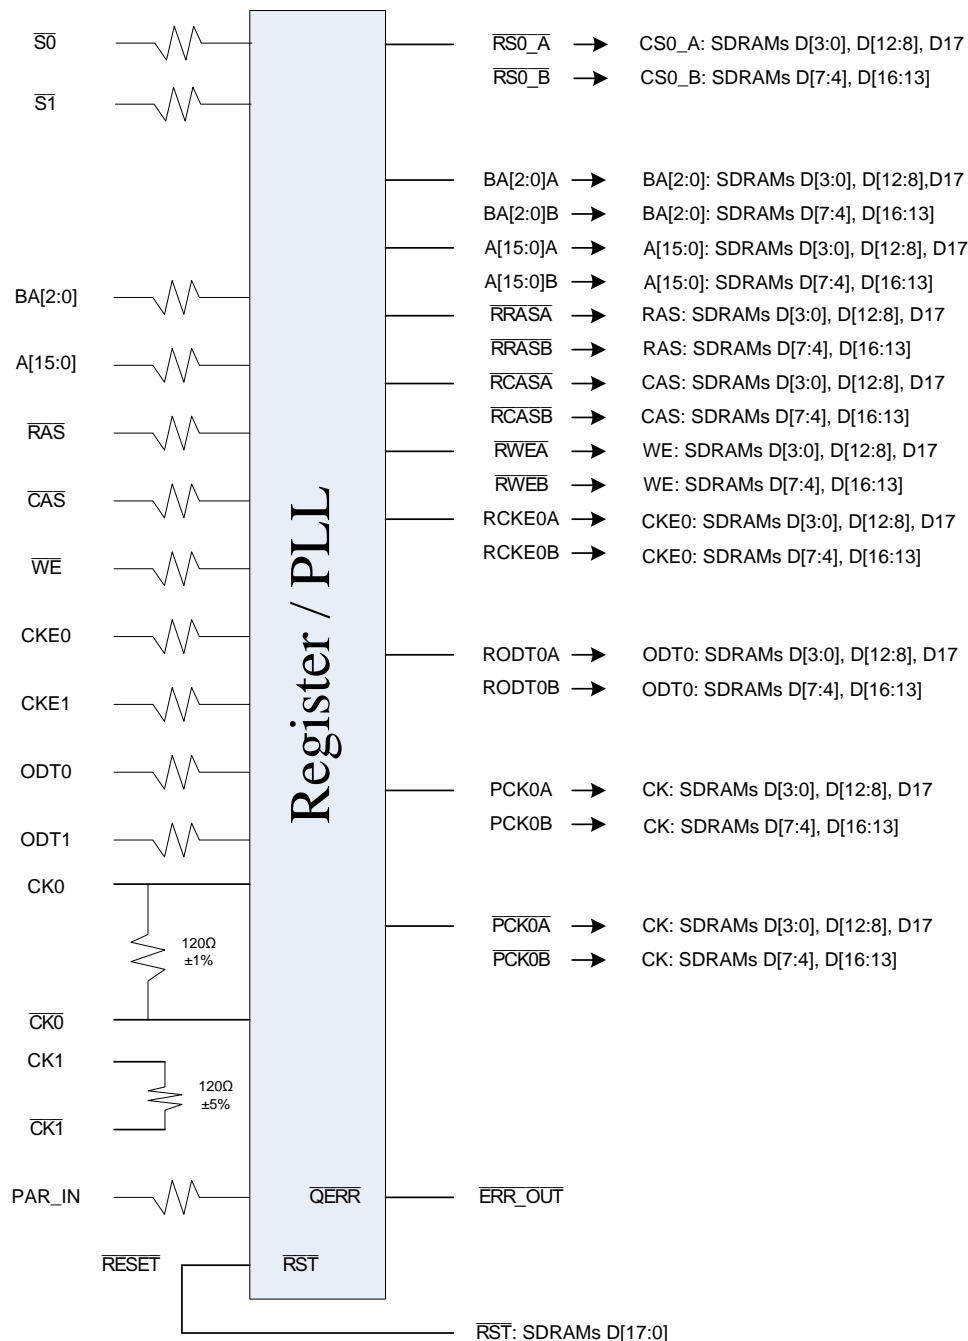 S0
S1
BA[2:0]
A[15:0]
RAS
CAS
WE
CKE0
CKE1
ODT0
ODT1
CK0
120Ω
±1%
CK0
CK1
120Ω
±5%
CK1
PAR_IN
RESET
Register / PLL
QERR
RST
RS0_A CS0_A: SDRAMs D[3:0], D[12:8], D17
RS0_B CS0_B: SDRAMs D[7:4], D[16:13]
BA[2:0]A BA[2:0]: SDRAMs D[3:0], D[12:8],D17
BA[2:0]B BA[2:0]: SDRAMs D[7:4], D[16:13]
A[15:0]A A[15:0]: SDRAMs D[3:0], D[12:8], D17
A[15:0]B A[15:0]: SDRAMs D[7:4], D[16:13]
RRASA RAS: SDRAMs D[3:0], D[12:8], D17
RRASB RAS: SDRAMs D[7:4], D[16:13]
RCASA CAS: SDRAMs D[3:0], D[12:8], D17
RCASB CAS: SDRAMs D[7:4], D[16:13]
RWEA WE: SDRAMs D[3:0], D[12:8], D17
RWEB WE: SDRAMs D[7:4], D[16:13]
RCKE0A CKE0: SDRAMs D[3:0], D[12:8], D17
RCKE0B CKE0: SDRAMs D[7:4], D[16:13]
RODT0A ODT0: SDRAMs D[3:0], D[12:8], D17
RODT0B ODT0: SDRAMs D[7:4], D[16:13]
PCK0A CK: SDRAMs D[3:0], D[12:8], D17
PCK0B CK: SDRAMs D[7:4], D[16:13]
PCK0A CK: SDRAMs D[3:0], D[12:8], D17
PCK0B CK: SDRAMs D[7:4], D[16:13]
ERR_OUT
RST: SDRAMs D[17:0]